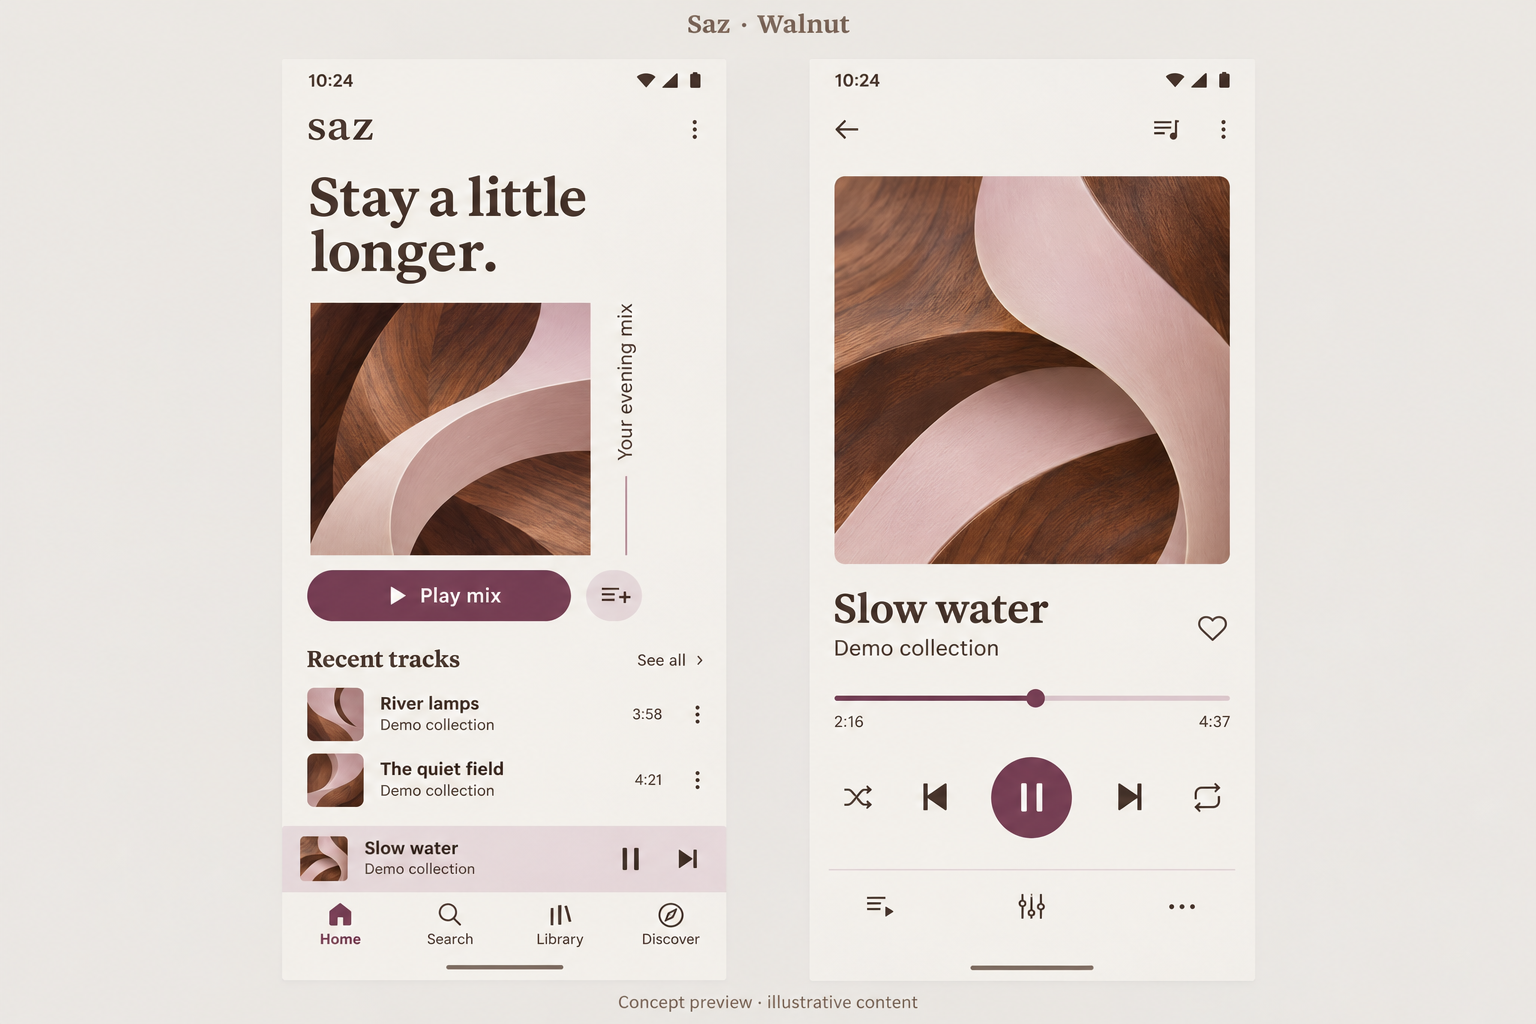 Saz · Walnut
10:24
saz
Stay a little
longer.
Your evening mix
Play mix
Recent tracks
See all
River lamps
Demo collection
3:58
The quiet field
Demo collection
4:21
Slow water
Demo collection
Home
Search
Library
Discover
10:24
Slow water
Demo collection
2:16
4:37
Concept preview · illustrative content